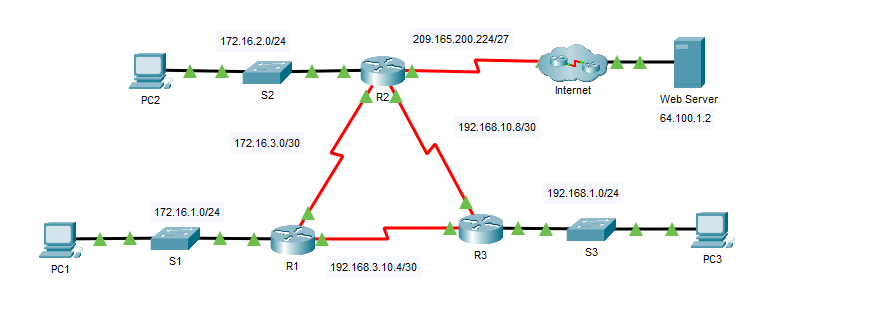 172.16.2.0/24
209.165.200.224/27
PC2
S2
R2
Internet
Web Server
64.100.1.2
172.16.3.0/30
192.168.10.8/30
172.16.1.0/24
192.168.1.0/24
PC1
S1
R1
192.168.3.10.4/30
R3
S3
PC3